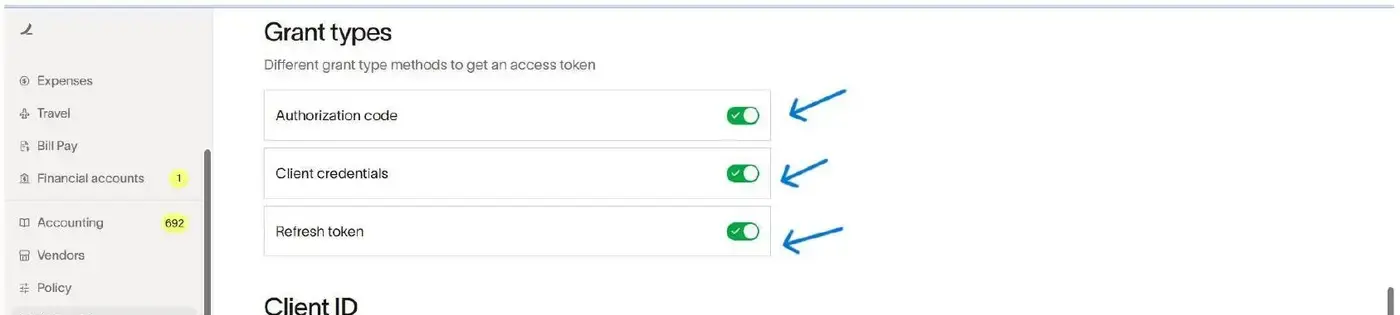 Grant types
Different grant type methods to get an access token
Authorization code
Client credentials
Refresh token
Client ID
Expenses
Travel
Bill Pay
Financial accounts 1
Accounting 692
Vendors
Policy